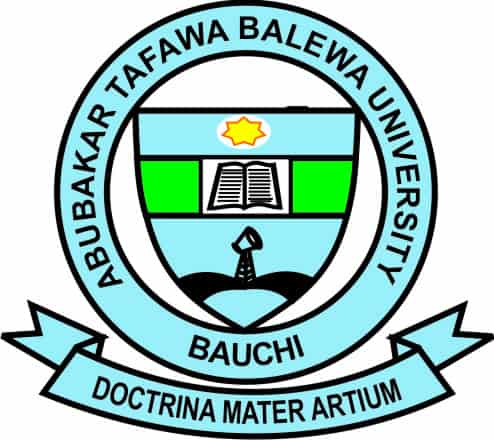 ABUBAKAR TAFAWA BALEWA UNIVERSITY
BAUCHI
DOCTRINA MATER ARTIUM